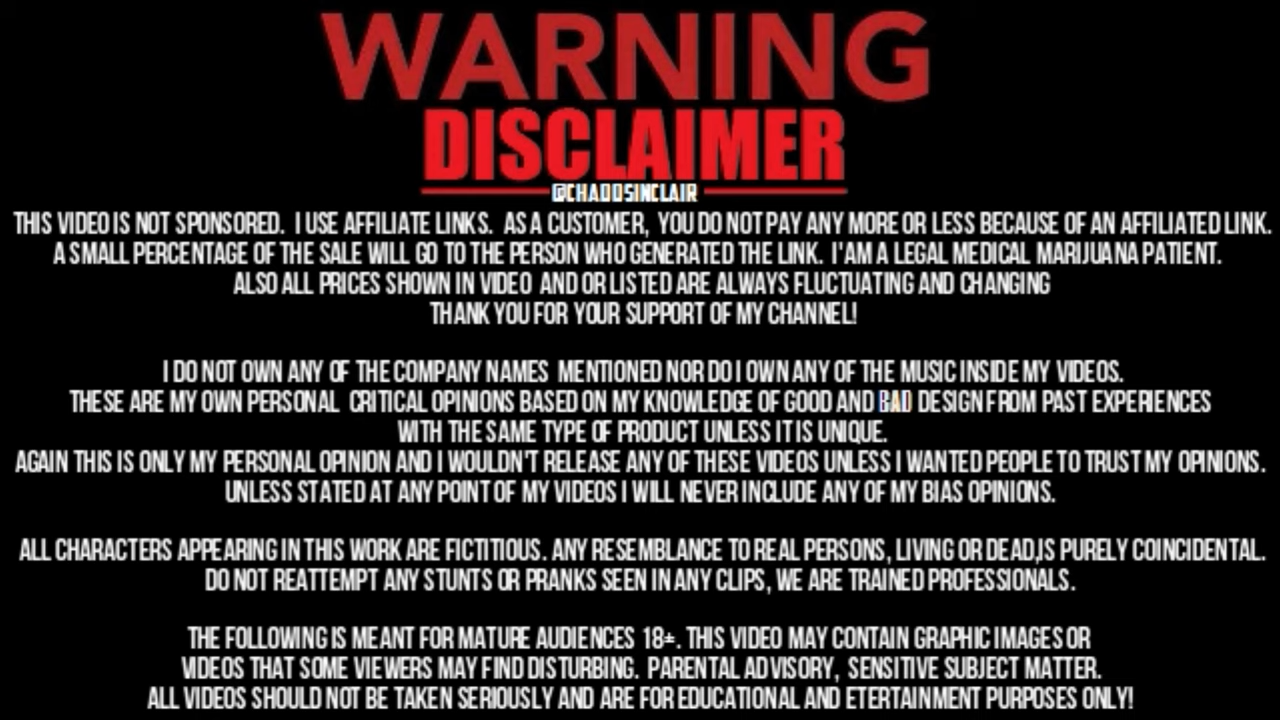 WARNING
DISCLAIMER
@CHADDSINCLAIR
THIS VIDEO IS NOT SPONSORED. I USE AFFILIATE LINKS. AS A CUSTOMER, YOU DO NOT PAY ANY MORE OR LESS BECAUSE OF AN AFFILIATED LINK.
A SMALL PERCENTAGE OF THE SALE WILL GO TO THE PERSON WHO GENERATED THE LINK. I'AM A LEGAL MEDICAL MARIJUANA PATIENT.
ALSO ALL PRICES SHOWN IN VIDEO AND OR LISTED ARE ALWAYS FLUCTUATING AND CHANGING
THANK YOU FOR YOUR SUPPORT OF MY CHANNEL!
I DO NOT OWN ANY OF THE COMPANY NAMES MENTIONED NOR DO I OWN ANY OF THE MUSIC INSIDE MY VIDEOS.
THESE ARE MY OWN PERSONAL CRITICAL OPINIONS BASED ON MY KNOWLEDGE OF GOOD AND BAD DESIGN FROM PAST EXPERIENCES
WITH THE SAME TYPE OF PRODUCT UNLESS IT IS UNIQUE.
AGAIN THIS IS ONLY MY PERSONAL OPINION AND I WOULDN'T RELEASE ANY OF THESE VIDEOS UNLESS I WANTED PEOPLE TO TRUST MY OPINIONS.
UNLESS STATED AT ANY POINT OF MY VIDEOS I WILL NEVER INCLUDE ANY OF MY BIAS OPINIONS.
ALL CHARACTERS APPEARING IN THIS WORK ARE FICTITIOUS. ANY RESEMBLANCE TO REAL PERSONS, LIVING OR DEAD,IS PURELY COINCIDENTAL.
DO NOT REATTEMPT ANY STUNTS OR PRANKS SEEN IN ANY CLIPS, WE ARE TRAINED PROFESSIONALS.
THE FOLLOWING IS MEANT FOR MATURE AUDIENCES 18+. THIS VIDEO MAY CONTAIN GRAPHIC IMAGES OR
VIDEOS THAT SOME VIEWERS MAY FIND DISTURBING. PARENTAL ADVISORY, SENSITIVE SUBJECT MATTER.
ALL VIDEOS SHOULD NOT BE TAKEN SERIOUSLY AND ARE FOR EDUCATIONAL AND ETERTAINMENT PURPOSES ONLY!